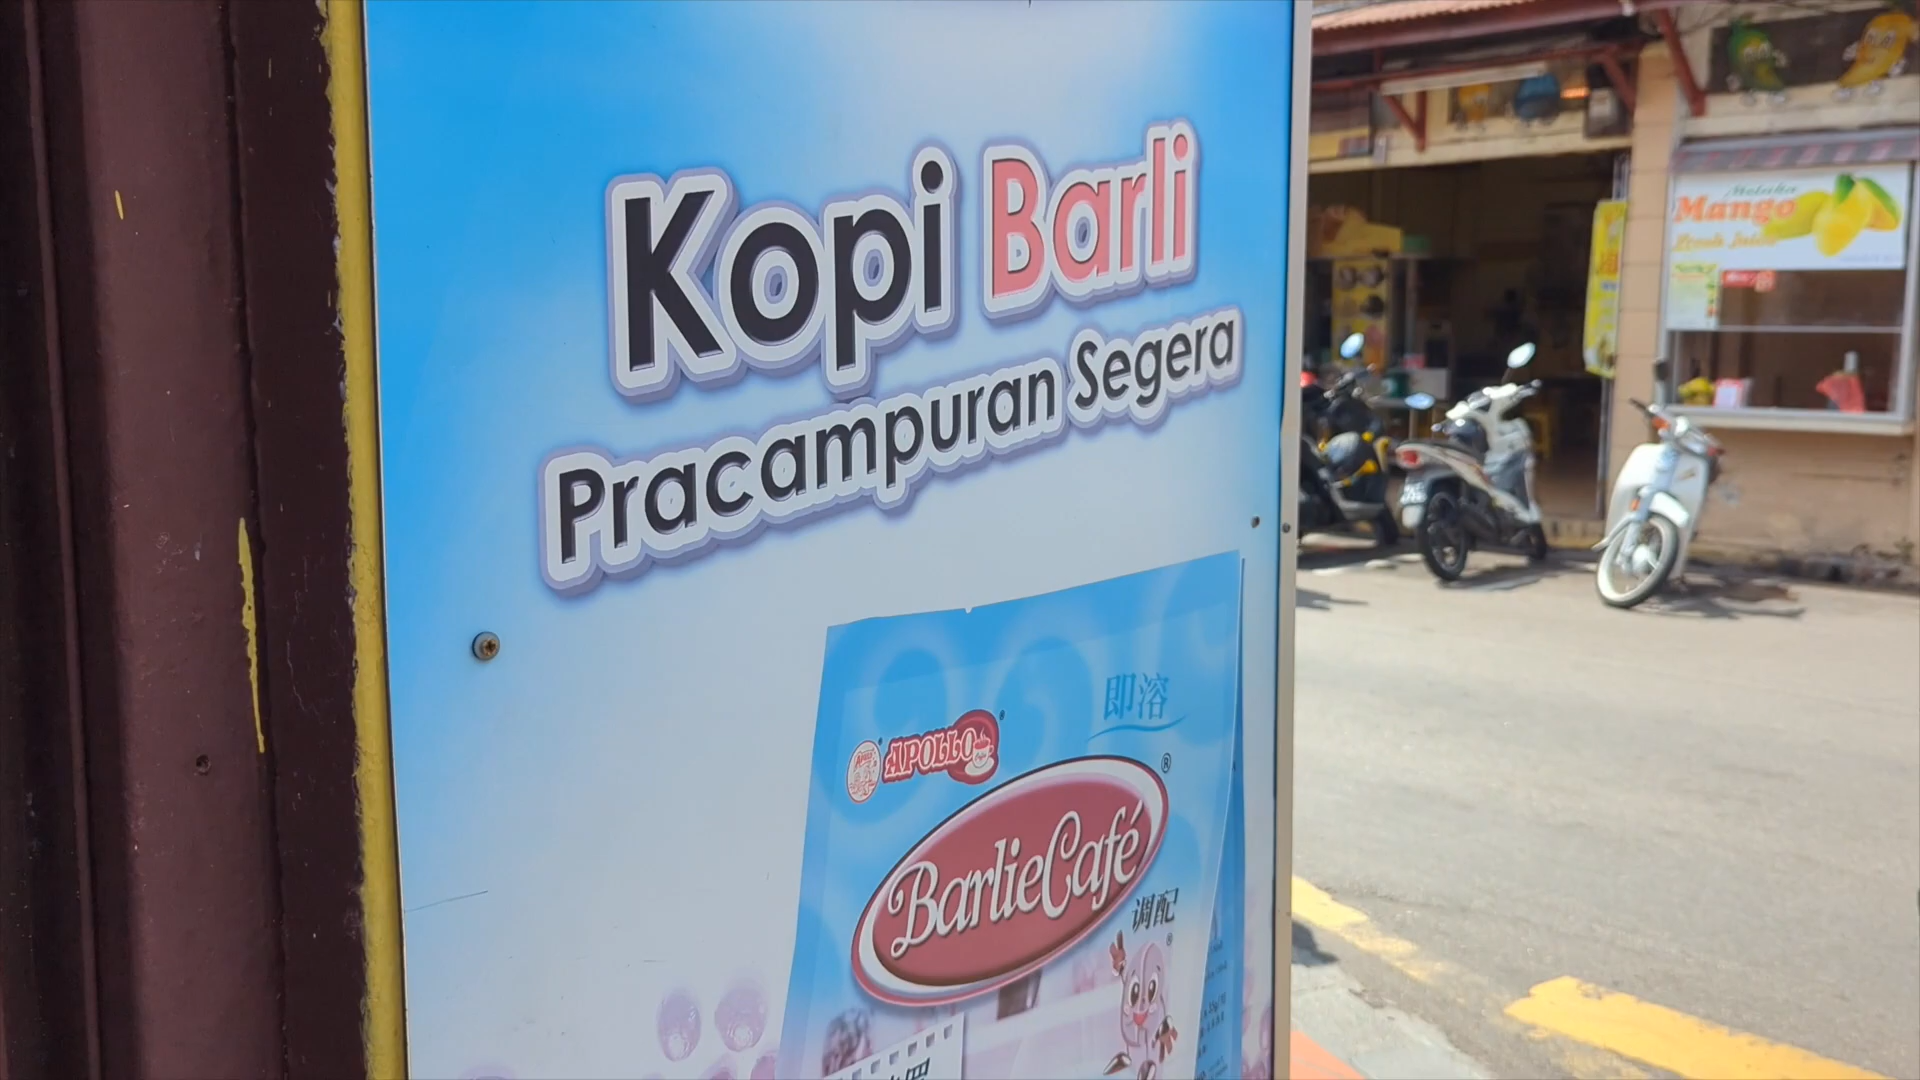 Kopi Barli
Pracampuran Segera
即溶
APOLLO
BarlieCafé
调配
Melaka
Mango
Fresh Juice